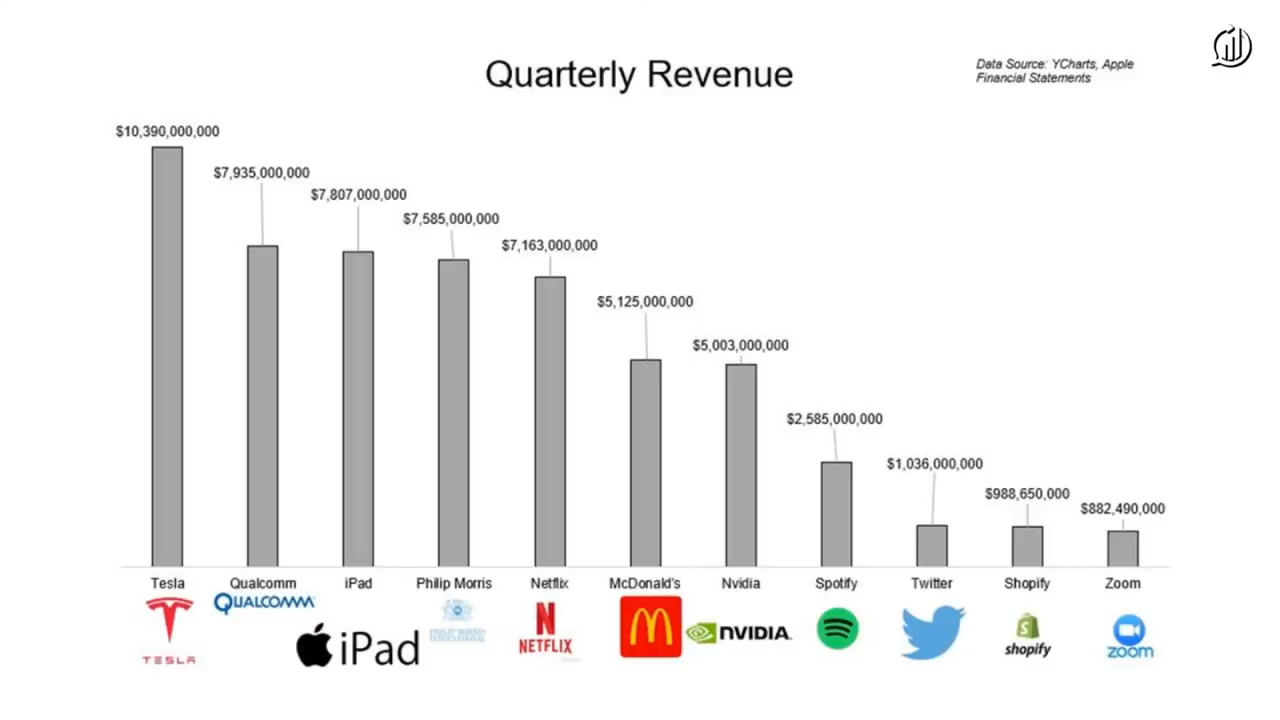 Quarterly Revenue
Data Source: YCharts, Apple
Financial Statements
$10,390,000,000
$7,935,000,000
$7,807,000,000
$7,585,000,000
$7,163,000,000
$5,125,000,000
$5,003,000,000
$2,585,000,000
$1,036,000,000
$988,650,000
$882,490,000
Tesla
Qualcomm
iPad
Philip Morris
Netflix
McDonald's
Nvidia
Spotify
Twitter
Shopify
Zoom
TESLA
QUALCOMM
iPad
PHILIP MORRIS
INTERNATIONAL
NETFLIX
NVIDIA.
shopify
zoom